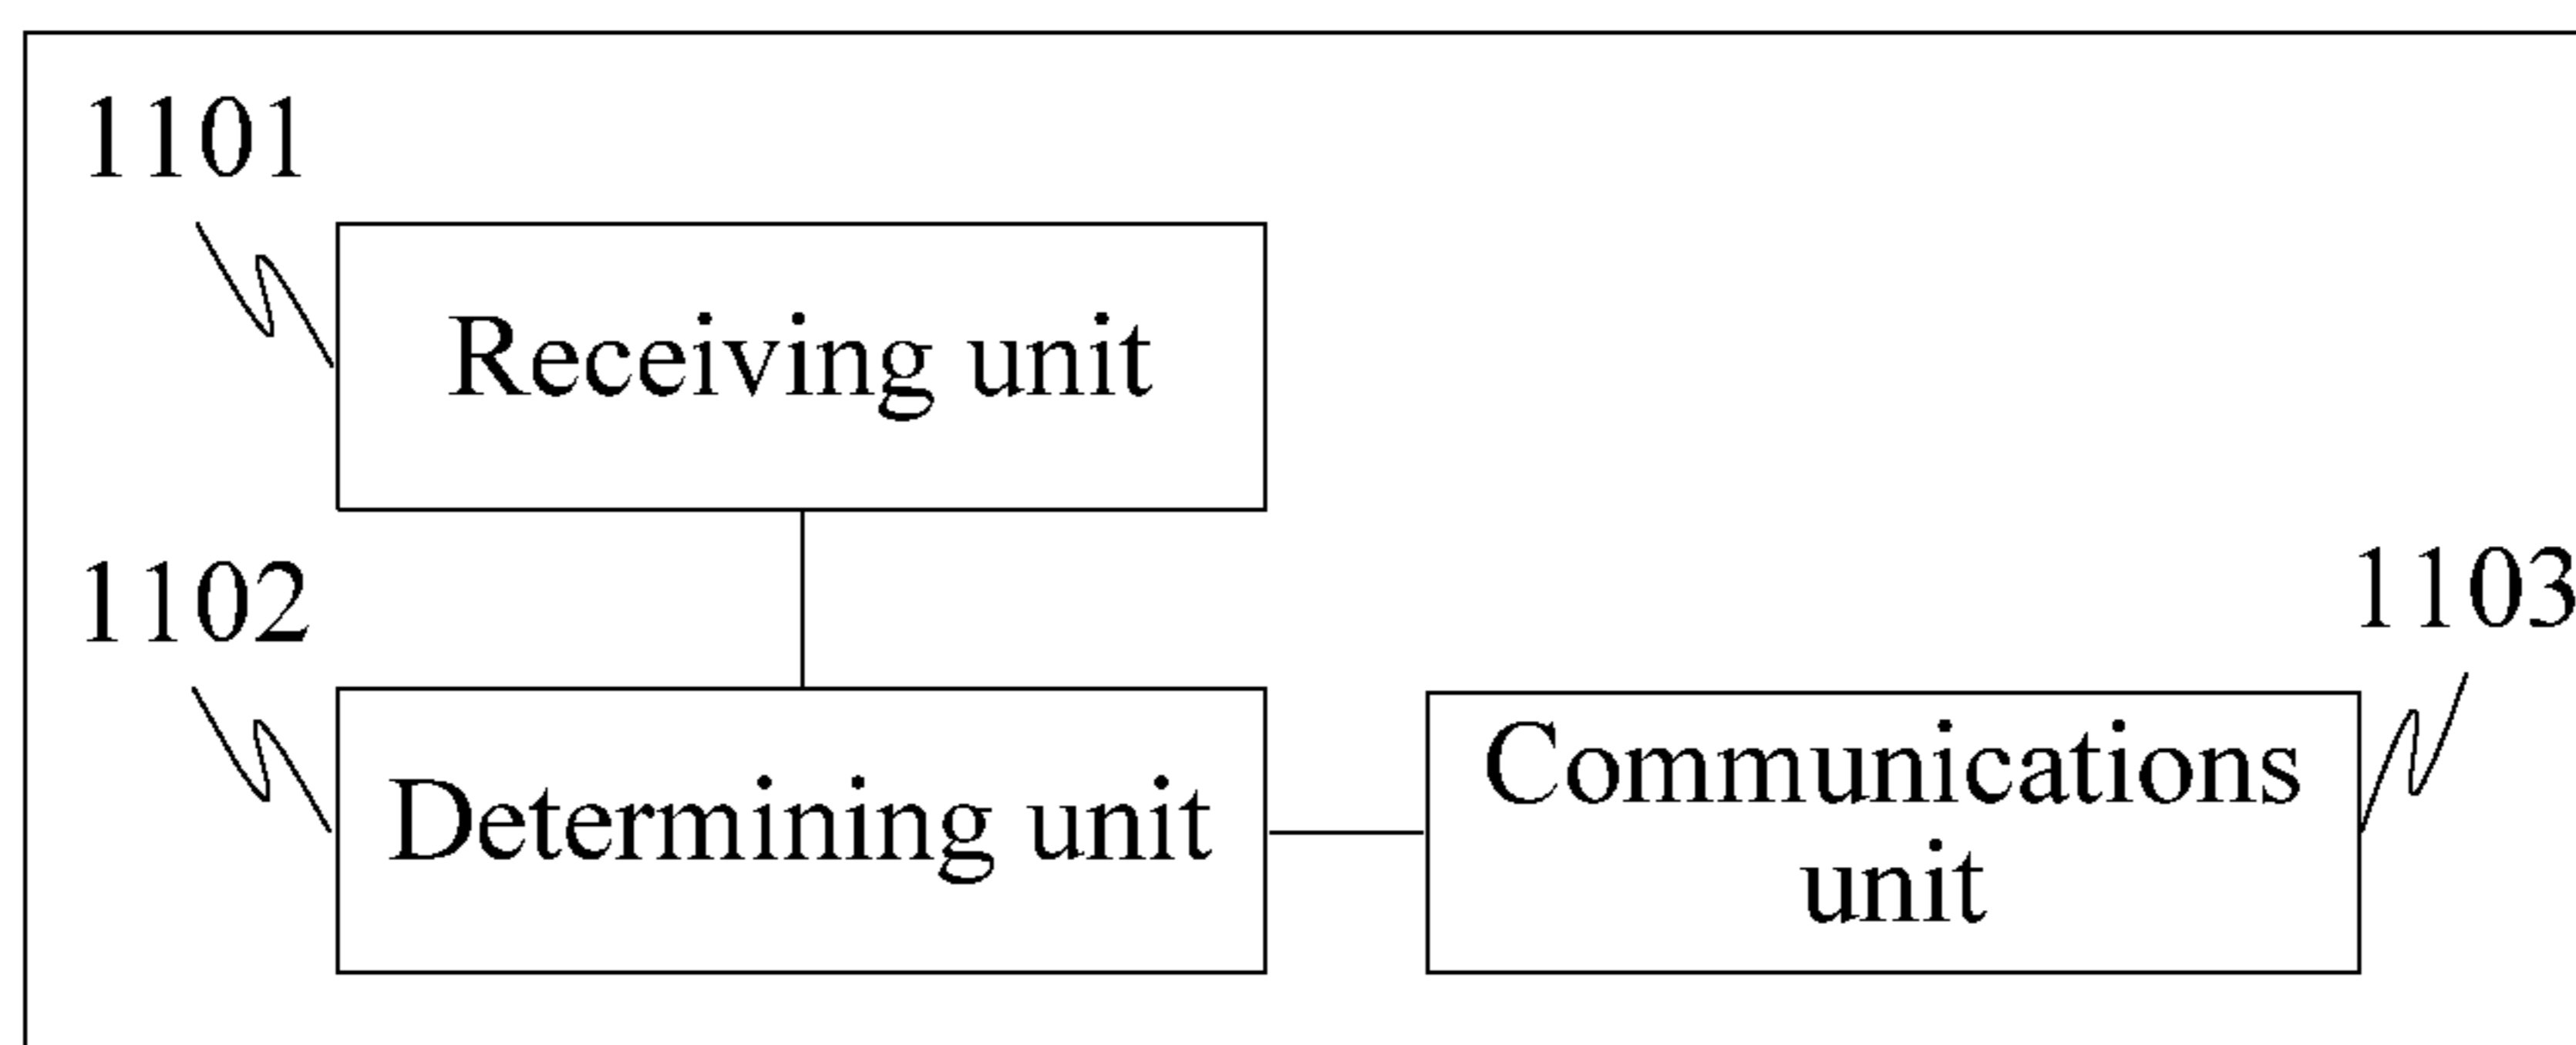 1101
Receiving unit
1102
1103
Determining unit
Communications
unit